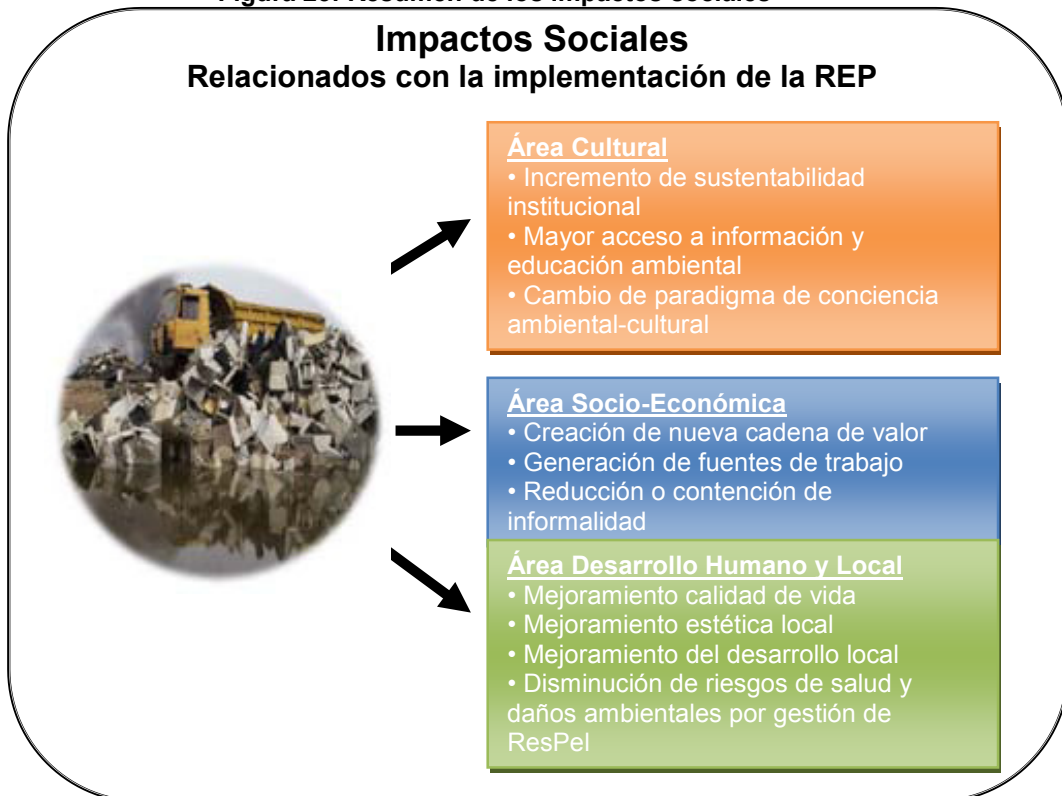 Impactos Sociales
Relacionados con la implementación de la REP
Área Cultural
• Incremento de sustentabilidad
institucional
• Mayor acceso a información y
educación ambiental
• Cambio de paradigma de conciencia
ambiental-cultural
Área Socio-Económica
• Creación de nueva cadena de valor
• Generación de fuentes de trabajo
• Reducción o contención de
informalidad
Área Desarrollo Humano y Local
• Mejoramiento calidad de vida
• Mejoramiento estética local
• Mejoramiento del desarrollo local
• Disminución de riesgos de salud y
daños ambientales por gestión de
ResPel